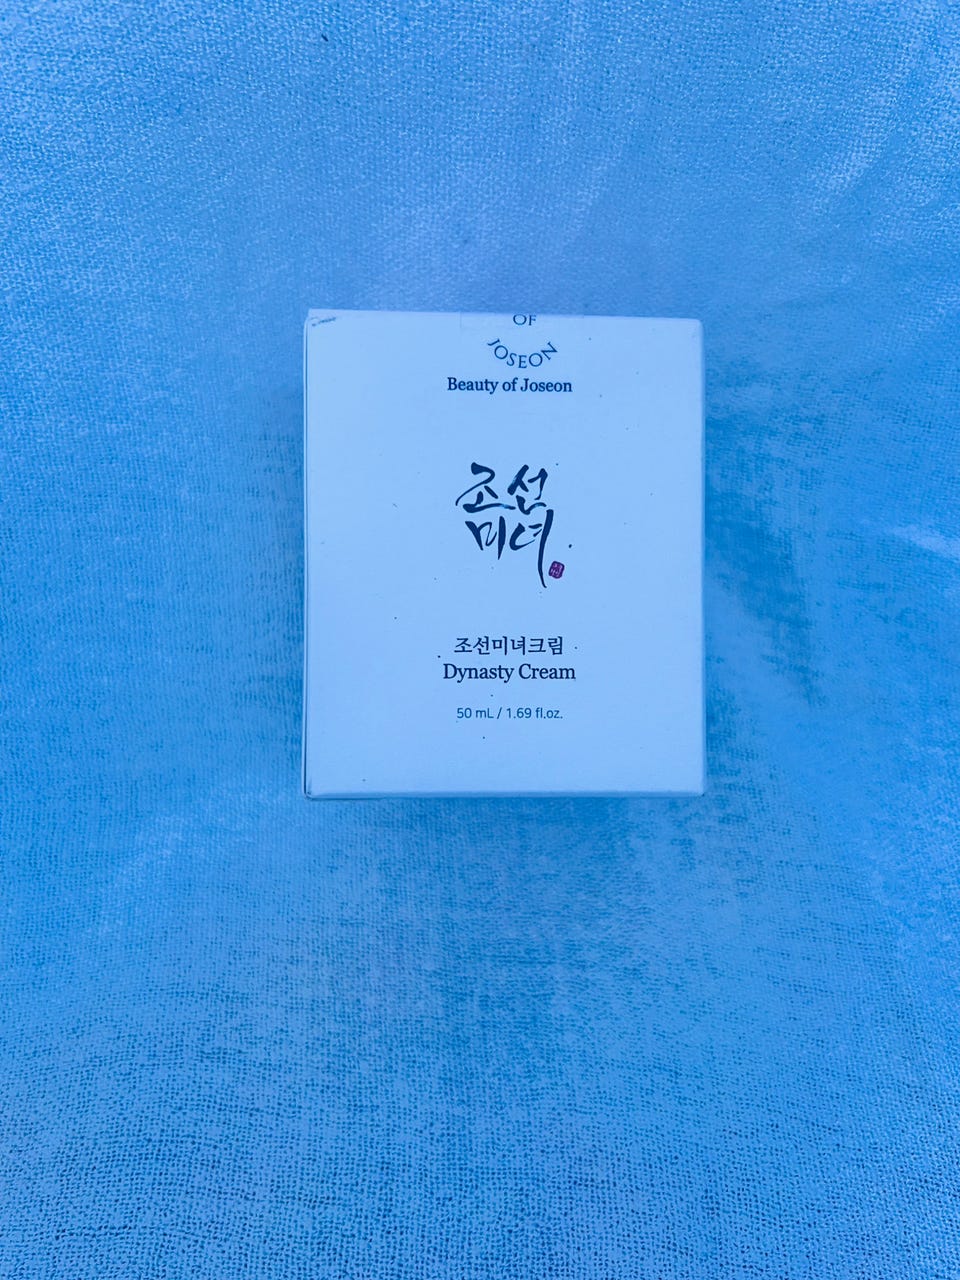 OF
JOSEON
Beauty of Joseon
조선
미녀
조선미녀크림
Dynasty Cream
50 mL / 1.69 fl.oz.